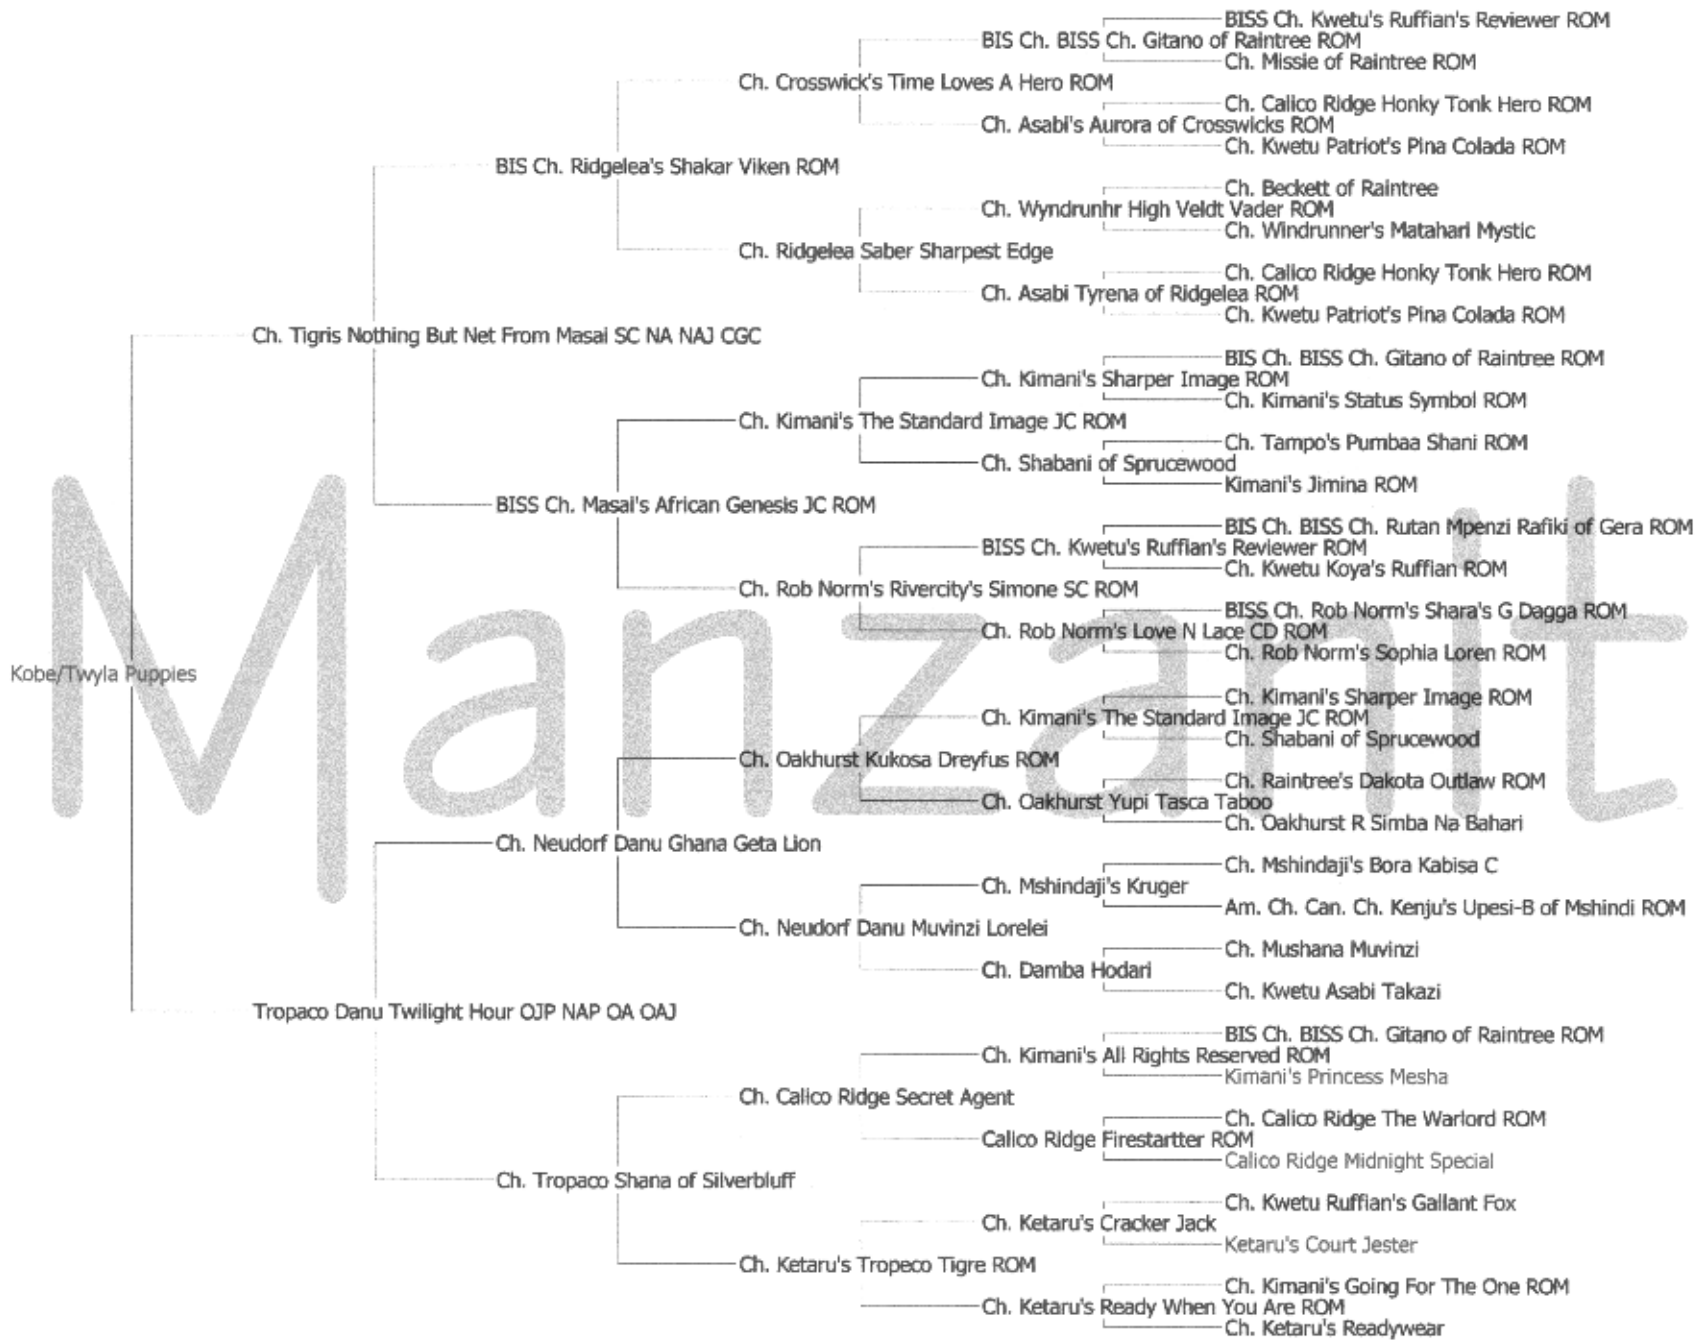 BISS Ch. Kwetu's Ruffian's Reviewer ROM
BIS Ch. BISS Ch. Gitano of Raintree ROM
Ch. Missie of Raintree ROM
Ch. Crosswick's Time Loves A Hero ROM
Ch. Calico Ridge Honky Tonk Hero ROM
Ch. Asabi's Aurora of Crosswicks ROM
Ch. Kwetu Patriot's Pina Colada ROM
BIS Ch. Ridgelea's Shakar Viken ROM
Ch. Beckett of Raintree
Ch. Wyndrunhr High Veldt Vader ROM
Ch. Windrunner's Matahari Mystic
Ch. Ridgelea Saber Sharpest Edge
Ch. Calico Ridge Honky Tonk Hero ROM
Ch. Asabi Tyrena of Ridgelea ROM
Ch. Kwetu Patriot's Pina Colada ROM
Ch. Tigris Nothing But Net From Masai SC NA NAJ CGC
BIS Ch. BISS Ch. Gitano of Raintree ROM
Ch. Kimani's Sharper Image ROM
Ch. Kimani's Status Symbol ROM
Ch. Kimani's The Standard Image JC ROM
Ch. Tampo's Pumbaa Shani ROM
Ch. Shabani of Sprucewood
Kimani's Jimina ROM
BISS Ch. Masai's African Genesis JC ROM
BIS Ch. BISS Ch. Rutan Mpenzi Rafiki of Gera ROM
BISS Ch. Kwetu's Ruffian's Reviewer ROM
Ch. Kwetu Koya's Ruffian ROM
Ch. Rob Norm's Rivercity's Simone SC ROM
BISS Ch. Rob Norm's Shara's G Dagga ROM
Ch. Rob Norm's Love N Lace CD ROM
Ch. Rob Norm's Sophia Loren ROM
Kobe/Twyla Puppies
Manzanit
Ch. Kimani's Sharper Image ROM
Ch. Kimani's The Standard Image JC ROM
Ch. Shabani of Sprucewood
Ch. Oakhurst Kukosa Dreyfus ROM
Ch. Raintree's Dakota Outlaw ROM
Ch. Oakhurst Yupi Tasca Taboo
Ch. Oakhurst R Simba Na Bahari
Ch. Neudorf Danu Ghana Geta Lion
Ch. Mshindaji's Bora Kabisa C
Ch. Mshindaji's Kruger
Am. Ch. Can. Ch. Kenju's Upesi-B of Mshindi ROM
Ch. Neudorf Danu Muvinzi Lorelei
Ch. Mushana Muvinzi
Ch. Damba Hodari
Ch. Kwetu Asabi Takazi
Tropaco Danu Twilight Hour OJP NAP OA OAJ
BIS Ch. BISS Ch. Gitano of Raintree ROM
Ch. Kimani's All Rights Reserved ROM
Kimani's Princess Mesha
Ch. Calico Ridge Secret Agent
Ch. Calico Ridge The Warlord ROM
Calico Ridge Firestartter ROM
Calico Ridge Midnight Special
Ch. Tropaco Shana of Silverbluff
Ch. Kwetu Ruffian's Gallant Fox
Ch. Ketaru's Cracker Jack
Ketaru's Court Jester
Ch. Ketaru's Tropeco Tigre ROM
Ch. Kimani's Going For The One ROM
Ch. Ketaru's Ready When You Are ROM
Ch. Ketaru's Readywear